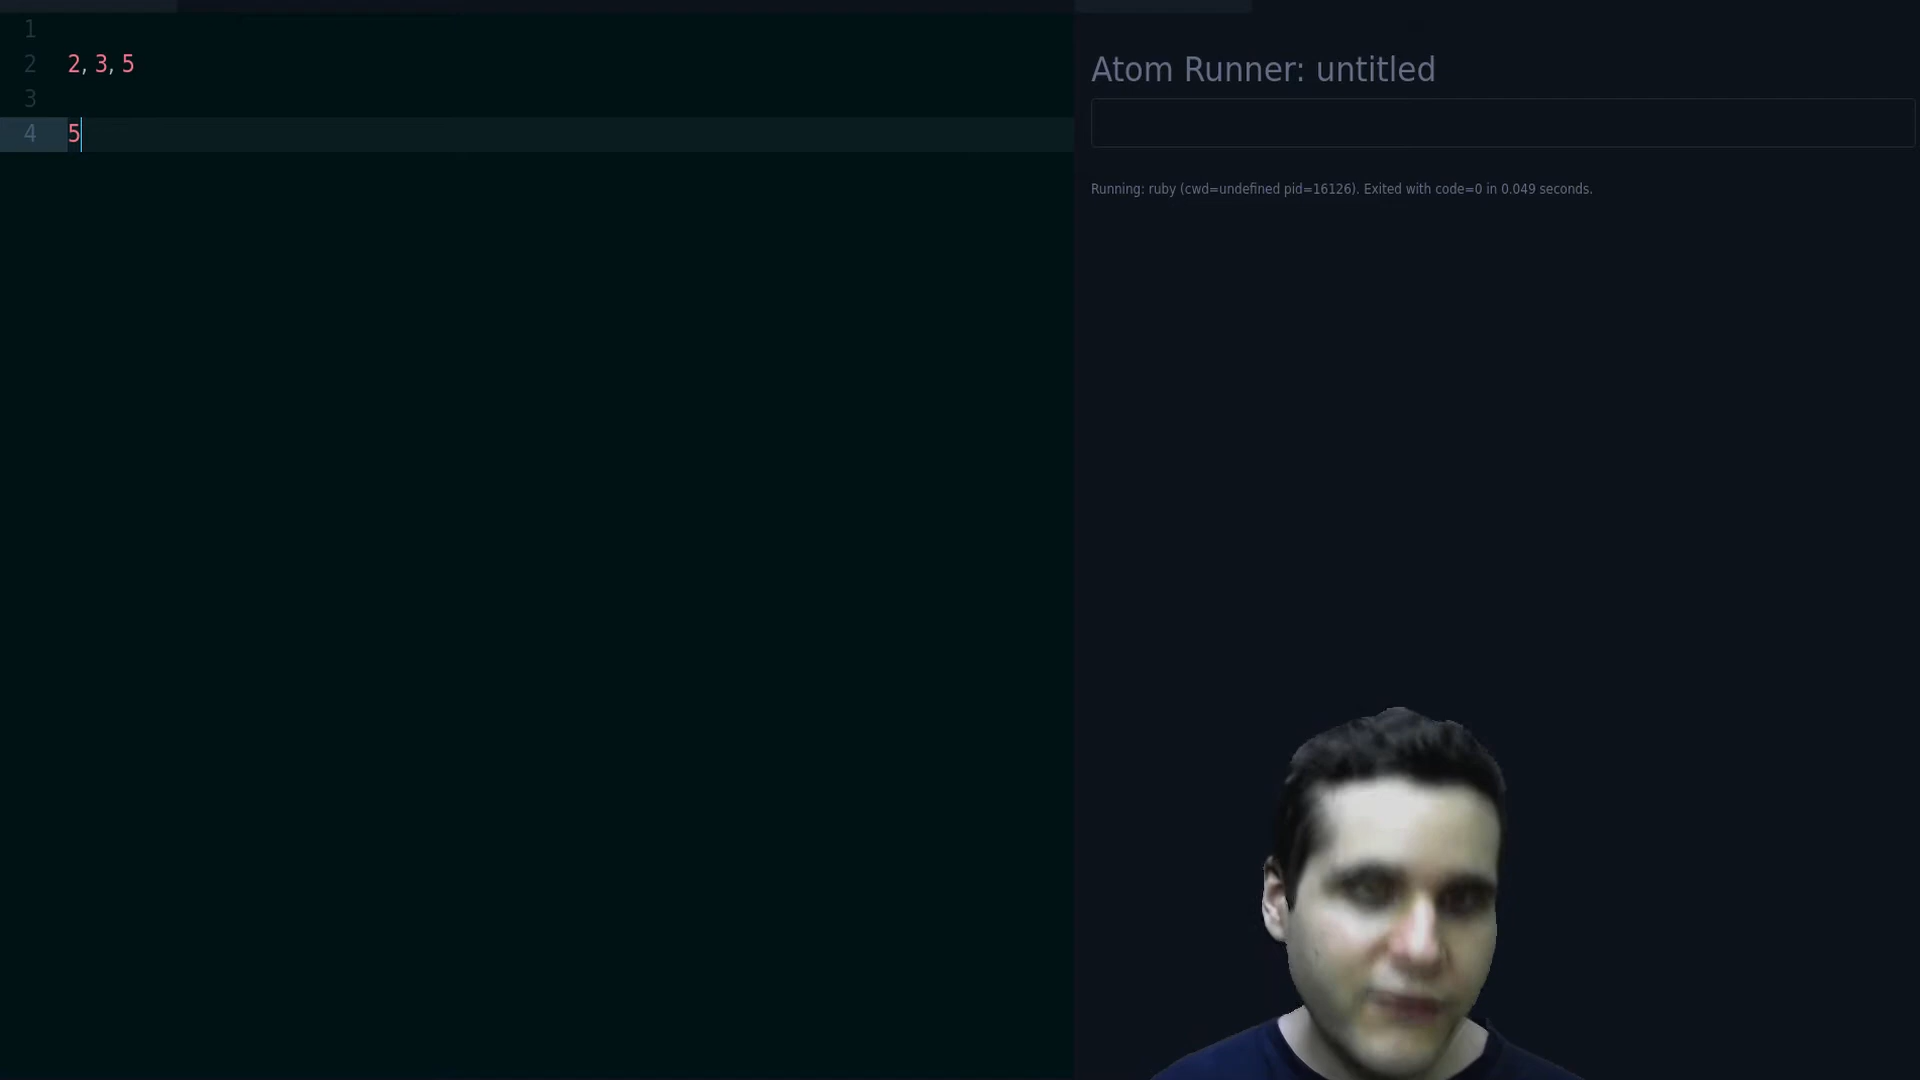 1
2 2, 3, 5
3
4 5
Atom Runner: untitled
Running: ruby (cwd=undefined pid=16126). Exited with code=0 in 0.049 seconds.